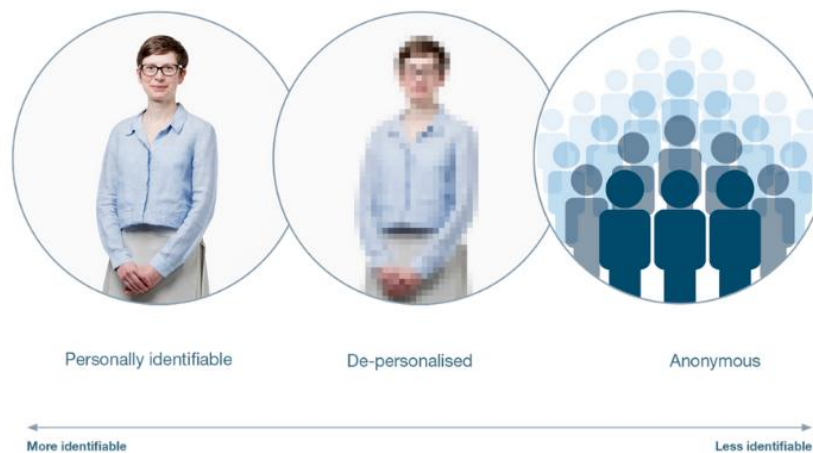 Personally identifiable
De-personalised
Anonymous
More identifiable
Less identifiable